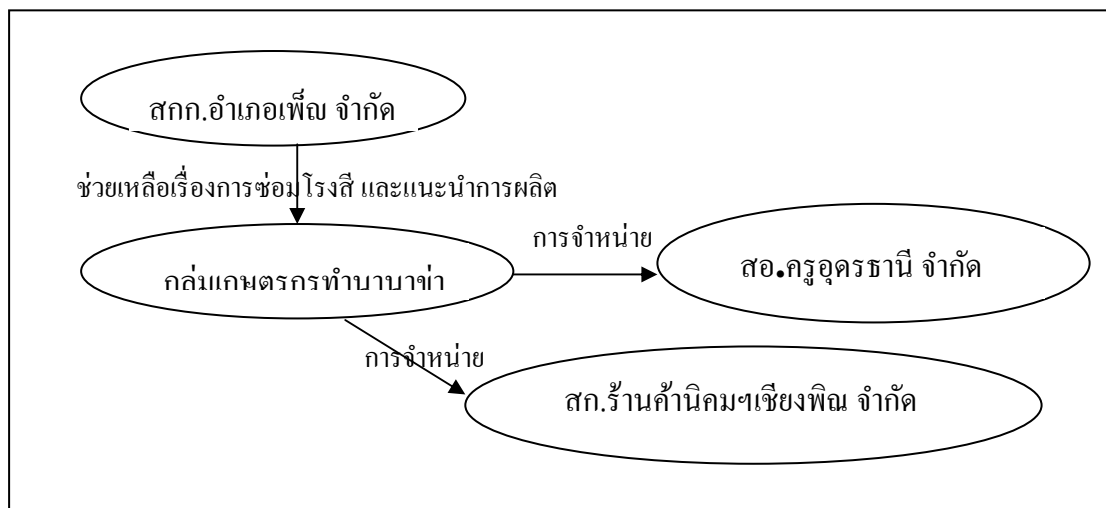 สกก.อำเภอเพ็ญ จำกัด
ช่วยเหลือเรื่องการซ่อมโรงสี และแนะนำการผลิต
การจำหน่าย
สอ.ครูอุดรธานี จำกัด
กลุ่มเกษตรกรทำนานาข่า
การจำหน่าย
สก.ร้านค้านิคมฯเชียงพิณ จำกัด